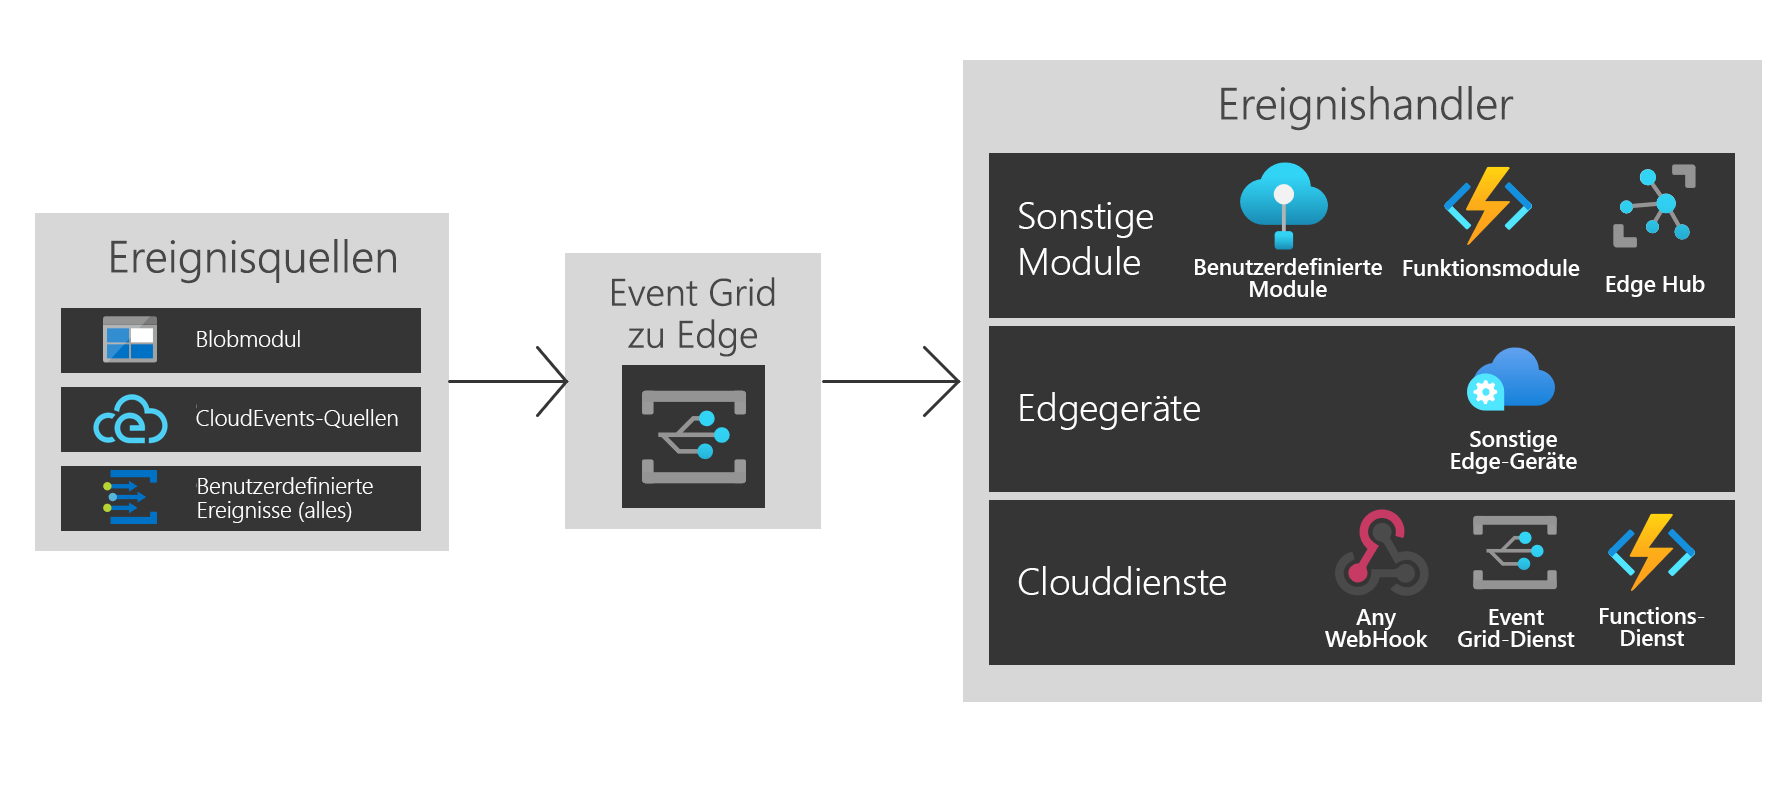 Ereignisquellen
Blobmodul
CloudEvents-Quellen
Benutzerdefinierte
Ereignisse (alles)
Event Grid
zu Edge
Ereignishandler
Sonstige
Module
Benutzerdefinierte
Module
Funktionsmodule
Edge Hub
Edgegeräte
Sonstige
Edge-Geräte
Clouddienste
Any
WebHook
Event
Grid-Dienst
Functions-
Dienst